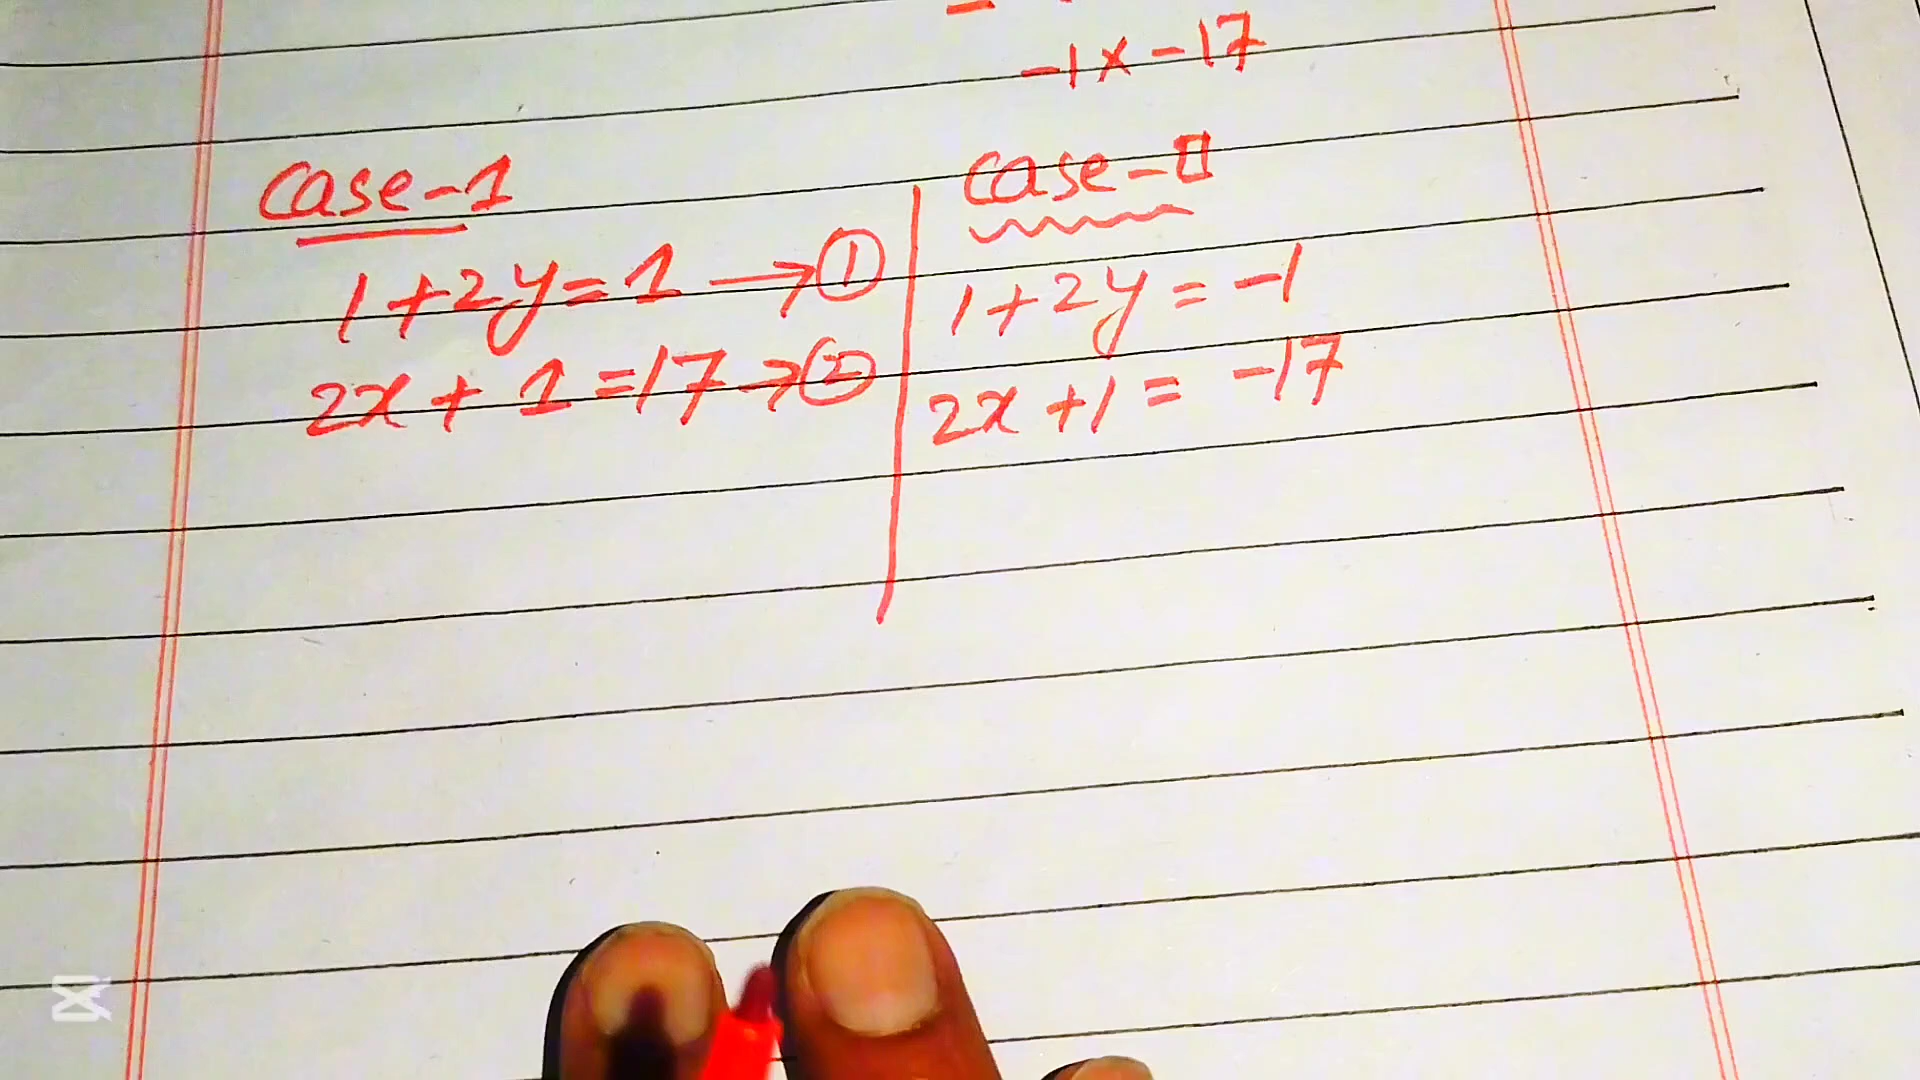 -1 x -17
case-1
1+2y=1 →①
2x + 1 =17 →②
case-II
1+2y = -1
2x +1 = -17